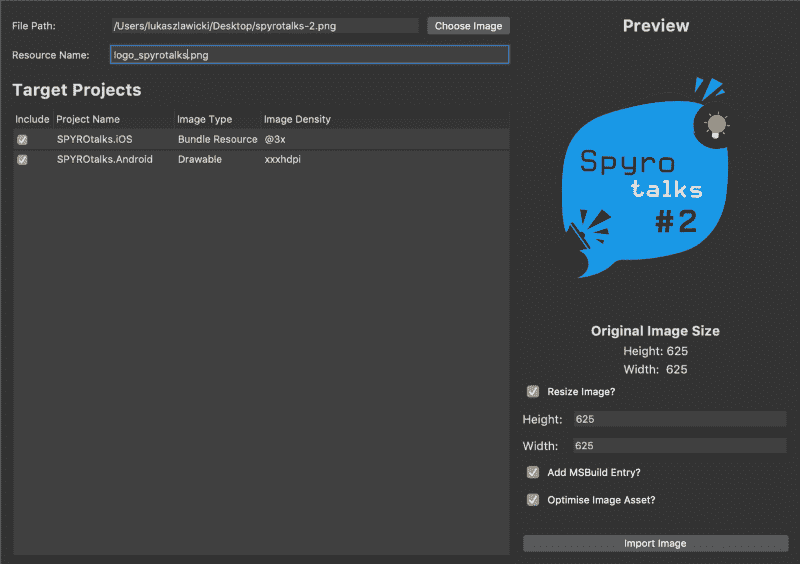 File Path: /Users/lukaszlawicki/Desktop/spyrotalks-2.png Choose Image
Resource Name: logo_spyrotalks.png
Target Projects
Include Project Name Image Type Image Density
SPYROtalks.iOS Bundle Resource @3x
SPYROtalks.Android Drawable xxxhdpi
Preview
Spyro
talks
#2
Original Image Size
Height: 625
Width: 625
Resize Image?
Height: 625
Width: 625
Add MSBuild Entry?
Optimise Image Asset?
Import Image